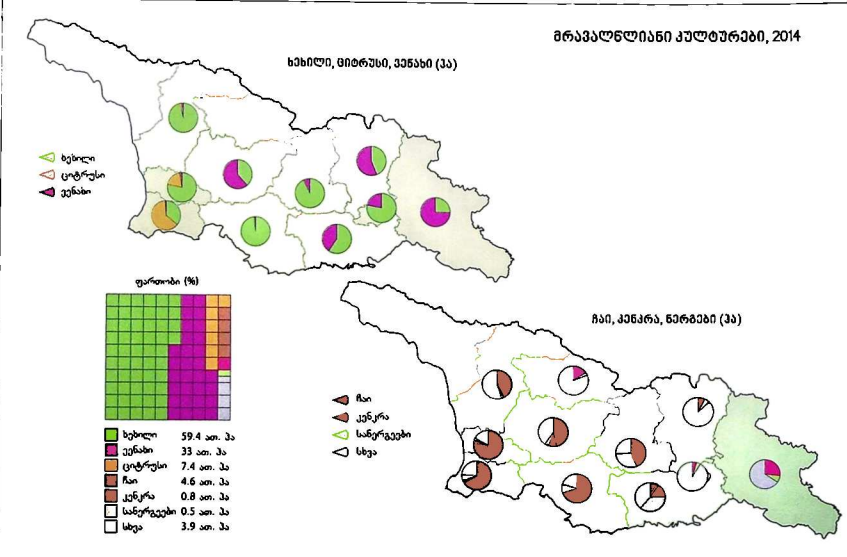 მრავალწლიანი კულტურები, 2014
ხეხილი, ციტრუსი, ვენახი (ჰა)
ხეხილი
ციტრუსი
ვენახი
ფართობი (%)
ხეხილი 59.4 ათ. ჰა
ვენახი 33 ათ. ჰა
ციტრუსი 7.4 ათ. ჰა
ჩაი 4.6 ათ. ჰა
კენკრა 0.8 ათ. ჰა
სანერგეები 0.5 ათ. ჰა
სხვა 3.9 ათ. ჰა
ჩაი, კენკრა, ნერგები (ჰა)
ჩაი
კენკრა
სანერგეები
სხვა